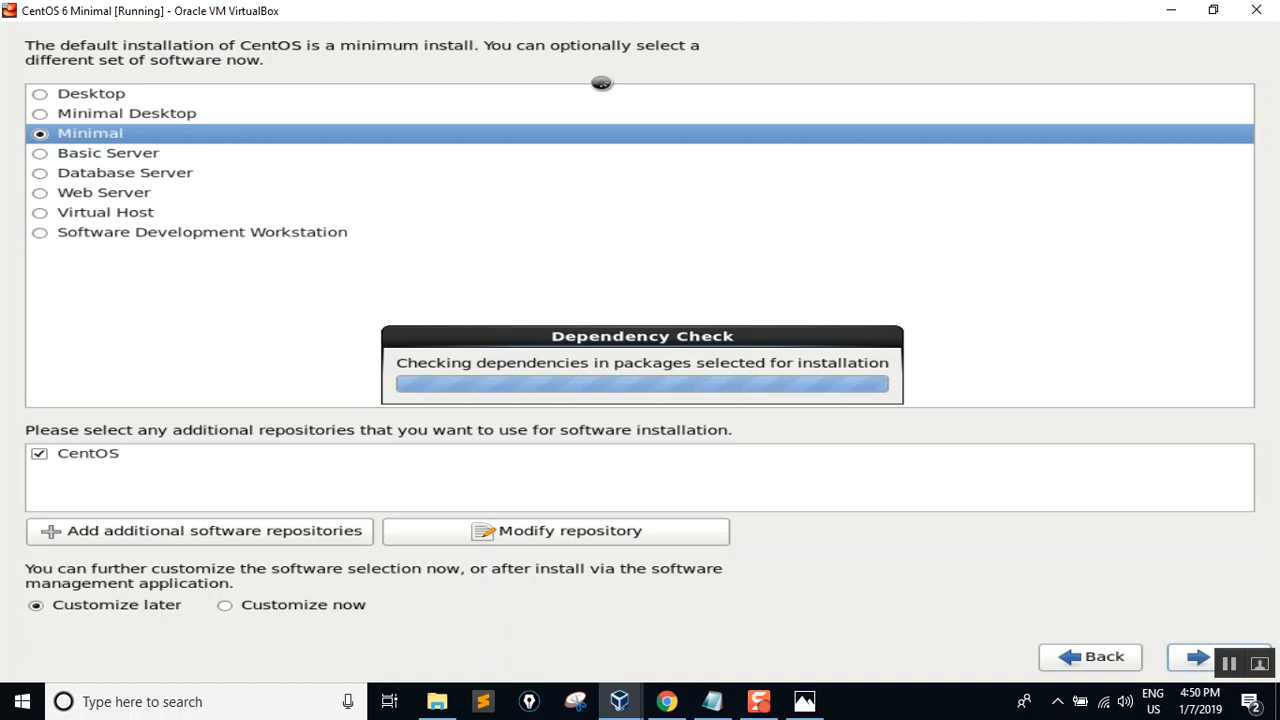 CentOS 6 Minimal [Running] - Oracle VM VirtualBox
The default installation of CentOS is a minimum install. You can optionally select a
different set of software now.
Desktop
Minimal Desktop
Minimal
Basic Server
Database Server
Web Server
Virtual Host
Software Development Workstation
Dependency Check
Checking dependencies in packages selected for installation
Please select any additional repositories that you want to use for software installation.
CentOS
Add additional software repositories
Modify repository
You can further customize the software selection now, or after install via the software
management application.
Customize later
Customize now
Back
Type here to search
ENG
US
4:50 PM
1/7/2019
2